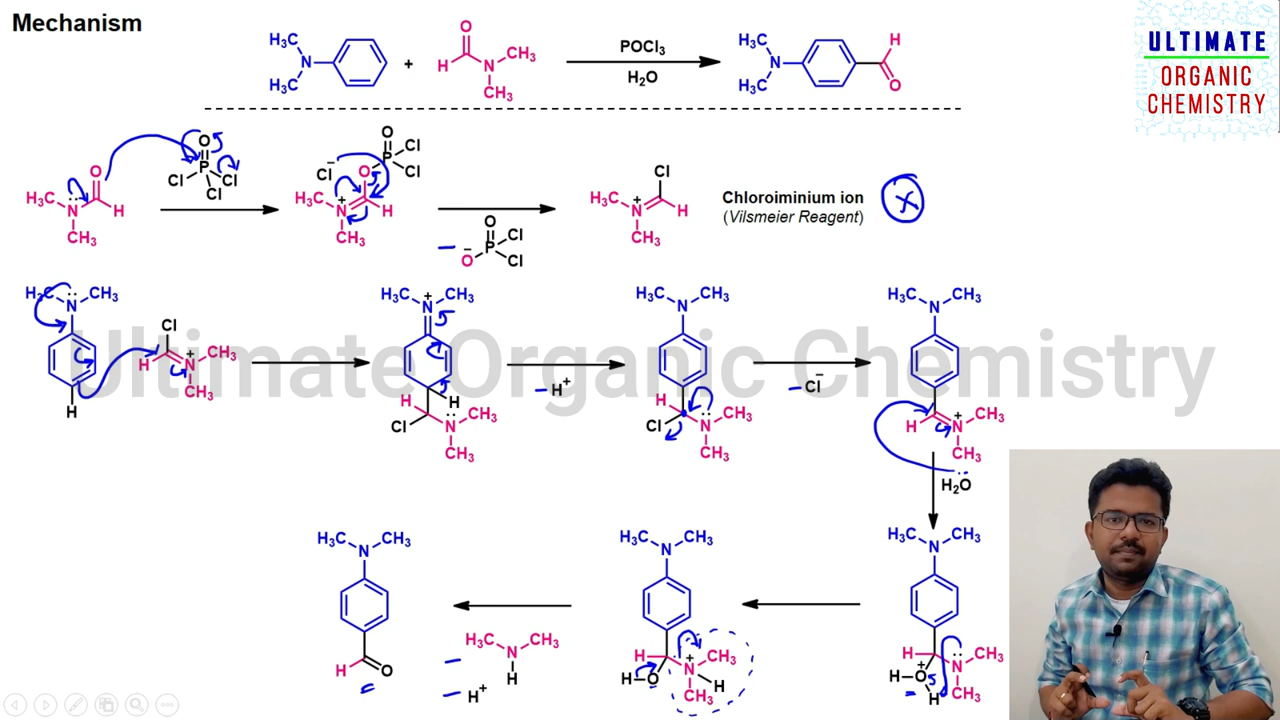 Mechanism
ULTIMATE
ORGANIC
CHEMISTRY
H₃C
N
H₃C
+
O
H
N
CH₃
CH₃
POCl₃
H₂O
H₃C
N
H₃C
H
O
O
H₃C
N
H
CH₃
O
P
Cl
Cl
Cl
O
P
Cl
Cl
Cl⁻
O
H₃C
N
+
H
CH₃
O
P
Cl
Cl
O
−
−
Cl
H₃C
N
+
H
CH₃
Chloroiminium ion
(Vilsmeier Reagent)
X
H₃C
N
CH₃
H
Cl
H
N
+
CH₃
CH₃
H₃C
N
+
CH₃
H
H
Cl
N
CH₃
CH₃
− H⁺
H₃C
N
CH₃
H
Cl
N
CH₃
CH₃
− Cl⁻
H₃C
N
CH₃
H
N
+
CH₃
CH₃
Ultimate Organic Chemistry
H₂O
H₃C
N
CH₃
H
O
H₃C
N
CH₃
H
− H⁺
H₃C
N
CH₃
H
H
O
N
+
CH₃
H
CH₃
H₃C
N
CH₃
H
H
O
+
H
N
CH₃
CH₃